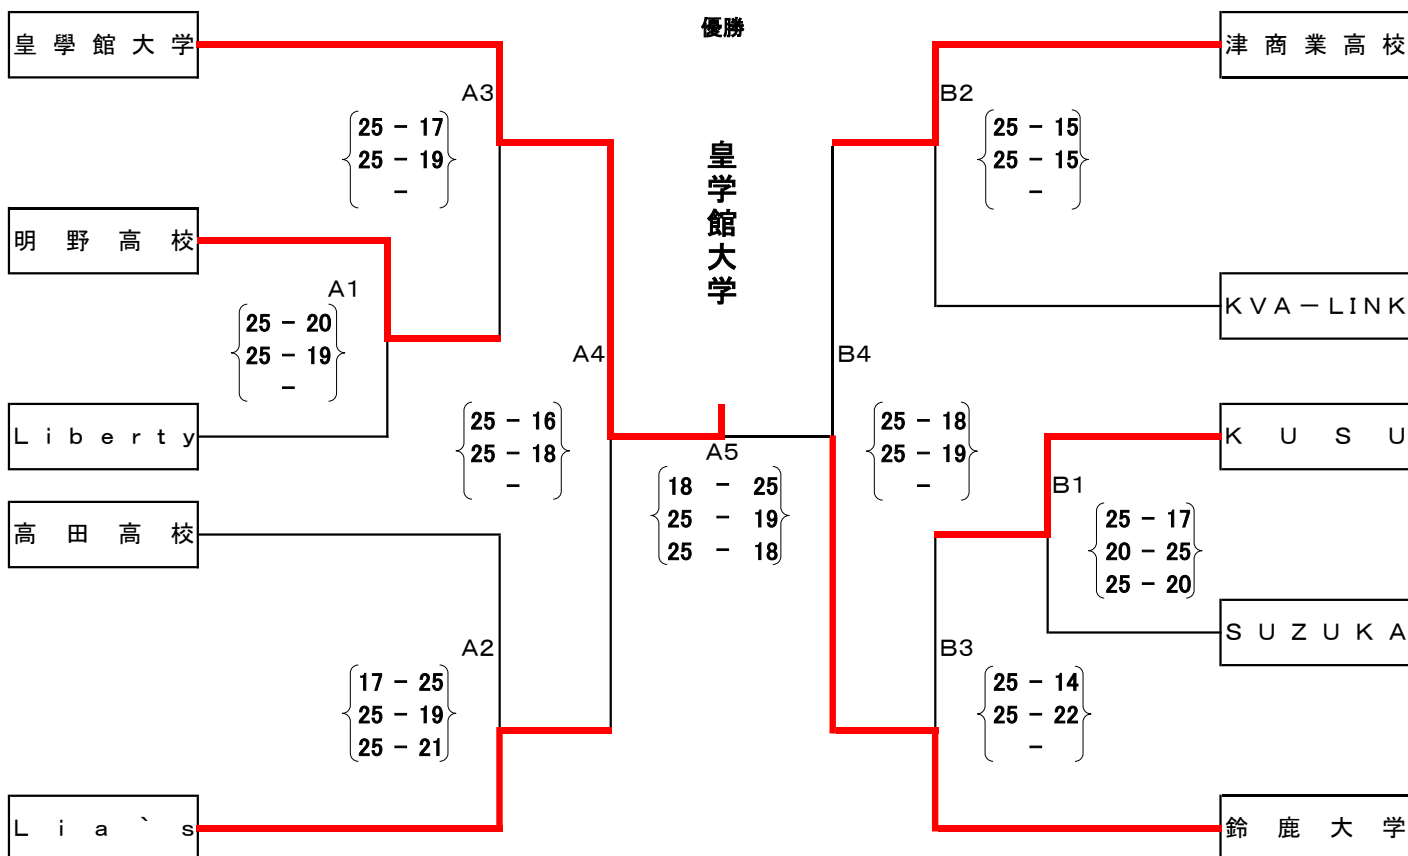 優勝
皇学館大学
皇學館大学
A3
25 - 17
25 - 19
-
明野高校
A1
25 - 20
25 - 19
-
Liberty
A4
25 - 16
25 - 18
-
高田高校
A2
17 - 25
25 - 19
25 - 21
Lia`s
A5
18 - 25
25 - 19
25 - 18
津商業高校
B2
25 - 15
25 - 15
-
KVA－LINK
B4
25 - 18
25 - 19
-
KUSU
B1
25 - 17
20 - 25
25 - 20
SUZUKA
B3
25 - 14
25 - 22
-
鈴鹿大学